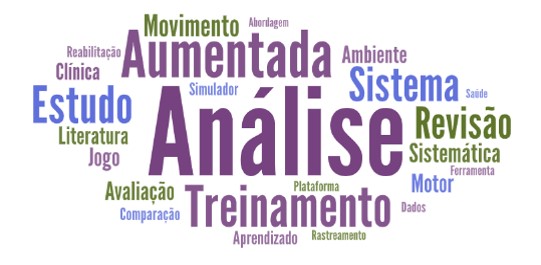 Movimento
Abordagem
Aumentada
Reabilitação
Ambiente
Clínica
Sistema
Simulador
Saúde
Estudo
Análise
Revisão
Literatura
Jogo
Sistemática
Ferramenta
Motor
Avaliação
Plataforma
Treinamento
Comparação
Dados
Aprendizado
Rastreamento